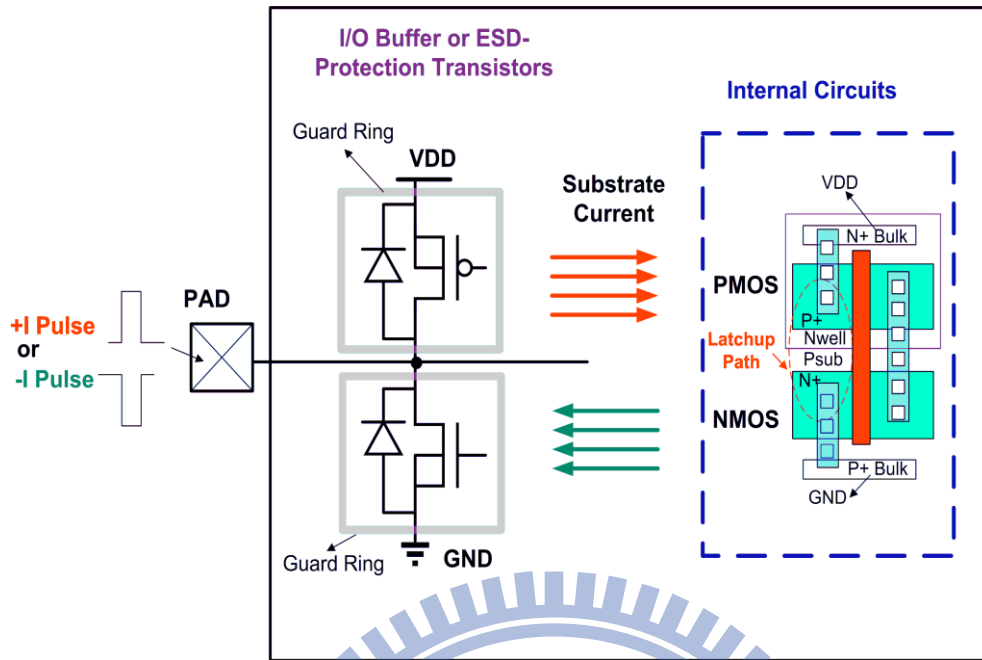 I/O Buffer or ESD-
Protection Transistors
Internal Circuits
Guard Ring
VDD
Substrate
Current
VDD
N+ Bulk
PMOS
P+
Nwell
Latchup
Path
Psub
N+
NMOS
P+ Bulk
GND
PAD
+I Pulse
or
-I Pulse
Guard Ring
GND